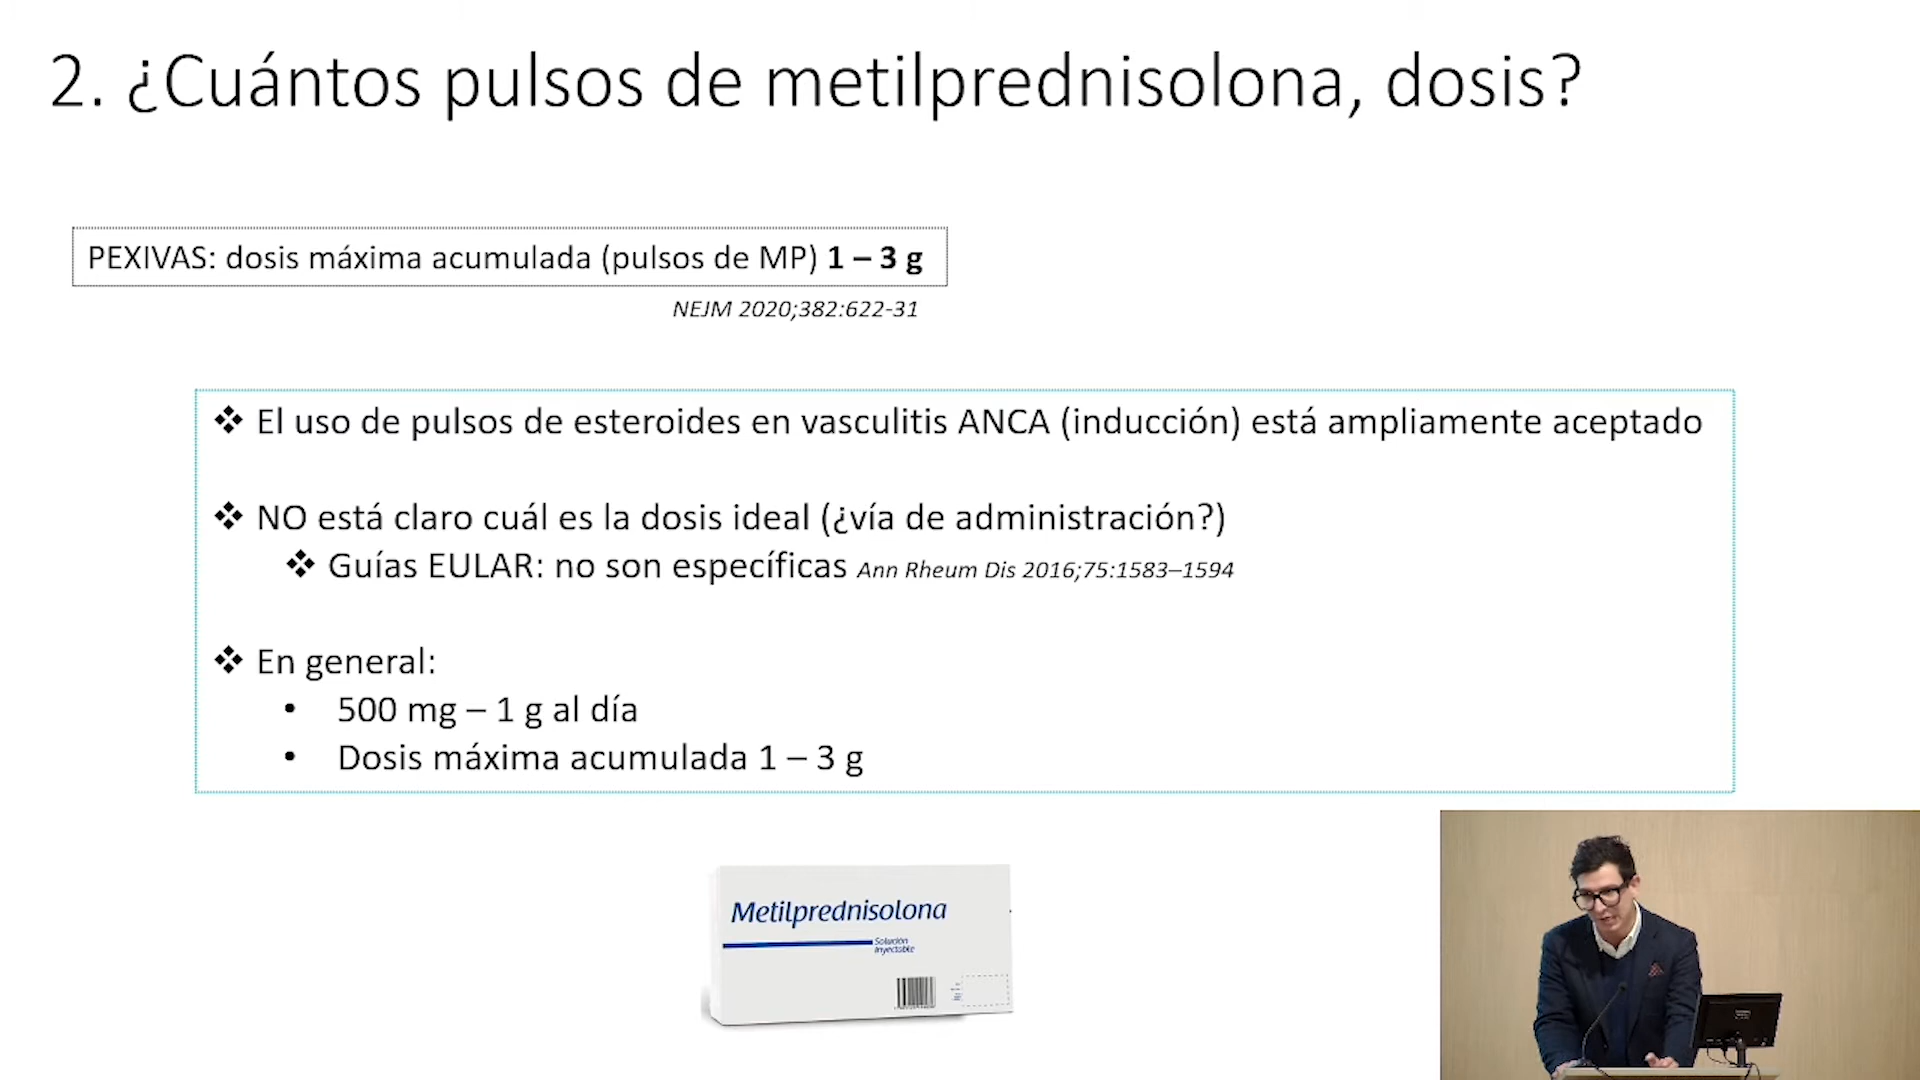 2. ¿Cuántos pulsos de metilprednisolona, dosis?
PEXIVAS: dosis máxima acumulada (pulsos de MP) 1 – 3 g
NEJM 2020;382:622-31
❖ El uso de pulsos de esteroides en vasculitis ANCA (inducción) está ampliamente aceptado
❖ NO está claro cuál es la dosis ideal (¿vía de administración?)
❖ Guías EULAR: no son específicas Ann Rheum Dis 2016;75:1583–1594
❖ En general:
• 500 mg – 1 g al día
• Dosis máxima acumulada 1 – 3 g
Metilprednisolona
Solución
Inyectable